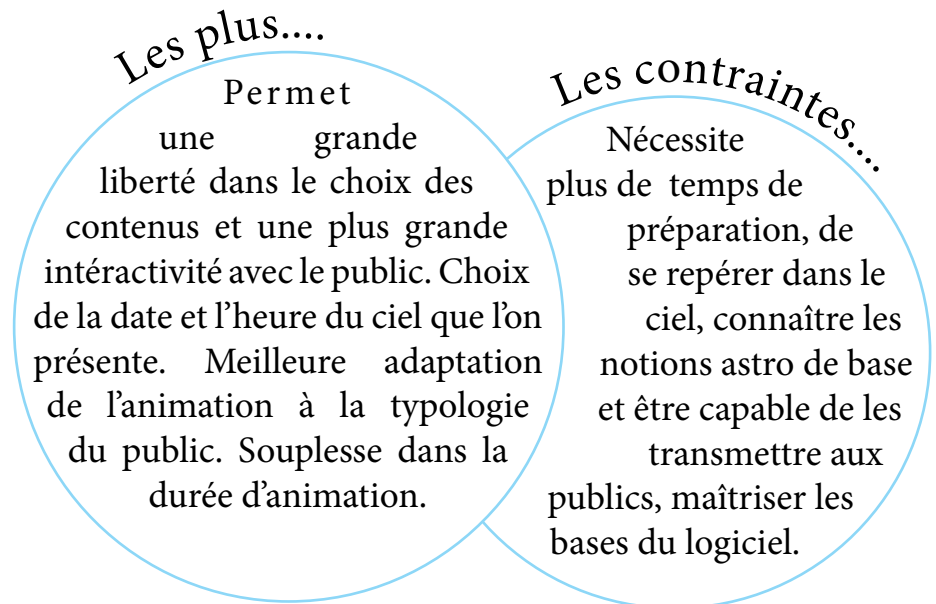 Les plus....
Permet
une grande
liberté dans le choix des
contenus et une plus grande
intéractivité avec le public. Choix
de la date et l'heure du ciel que l'on
présente. Meilleure adaptation
de l'animation à la typologie
du public. Souplesse dans la
durée d'animation.
Les contraintes....
Nécessite
plus de temps de
préparation, de
se repérer dans le
ciel, connaître les
notions astro de base
et être capable de les
transmettre aux
publics, maîtriser les
bases du logiciel.